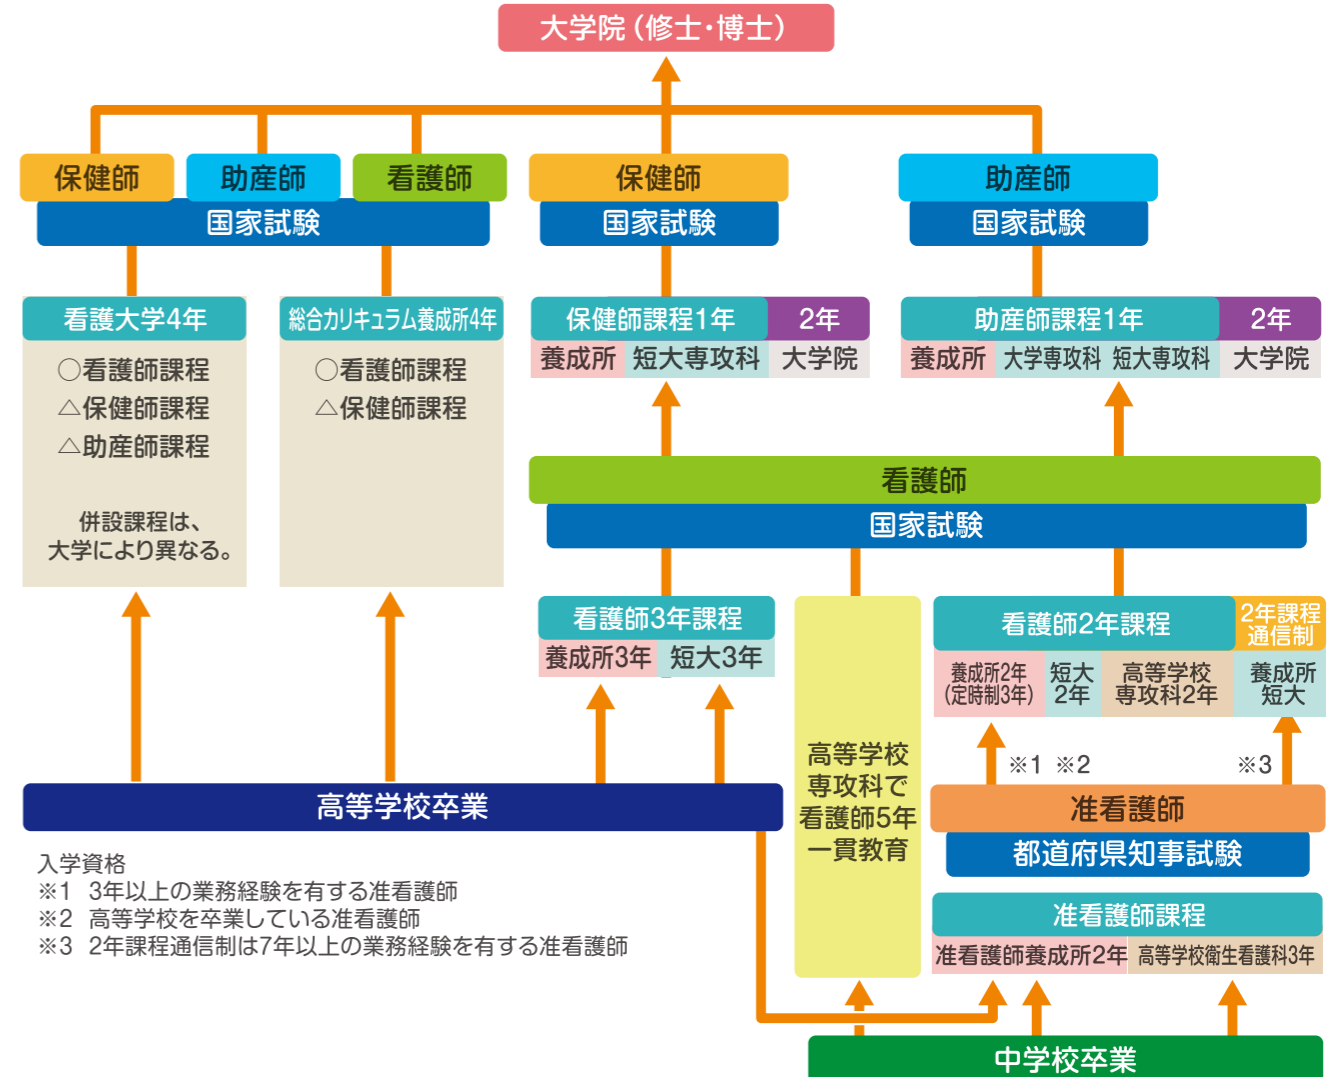 大学院（修士・博士）
保健師
助産師
看護師
国家試験
保健師
国家試験
助産師
国家試験
看護大学4年
○看護師課程
△保健師課程
△助産師課程
併設課程は、
大学により異なる。
総合カリキュラム養成所4年
○看護師課程
△保健師課程
保健師課程1年
2年
養成所
短大専攻科
大学院
助産師課程1年
2年
養成所
大学専攻科
短大専攻科
大学院
看護師
国家試験
看護師3年課程
養成所3年
短大3年
高等学校
専攻科で
看護師5年
一貫教育
看護師2年課程
2年課程
通信制
養成所2年
（定時制3年）
短大
2年
高等学校
専攻科2年
養成所
短大
※1
※2
※3
准看護師
都道府県知事試験
准看護師課程
准看護師養成所2年
高等学校衛生看護科3年
高等学校卒業
入学資格
※1 3年以上の業務経験を有する准看護師
※2 高等学校を卒業している准看護師
※3 2年課程通信制は7年以上の業務経験を有する准看護師
中学校卒業